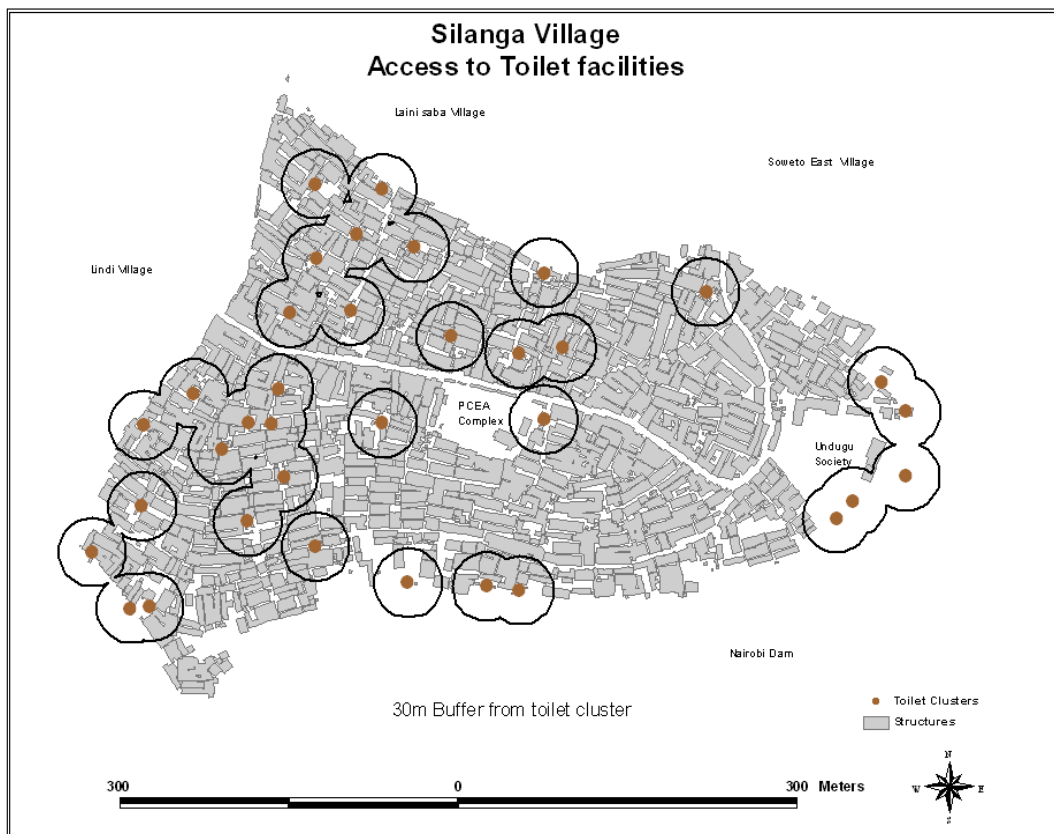 Silanga Village
Access to Toilet facilities
Laini saba Village
Soweto East Village
Lindi Village
PCEA
Complex
Undugu
Society
Nairobi Dam
30m Buffer from toilet cluster
Toilet Clusters
Structures
300 0 300 Meters
N
W E
S